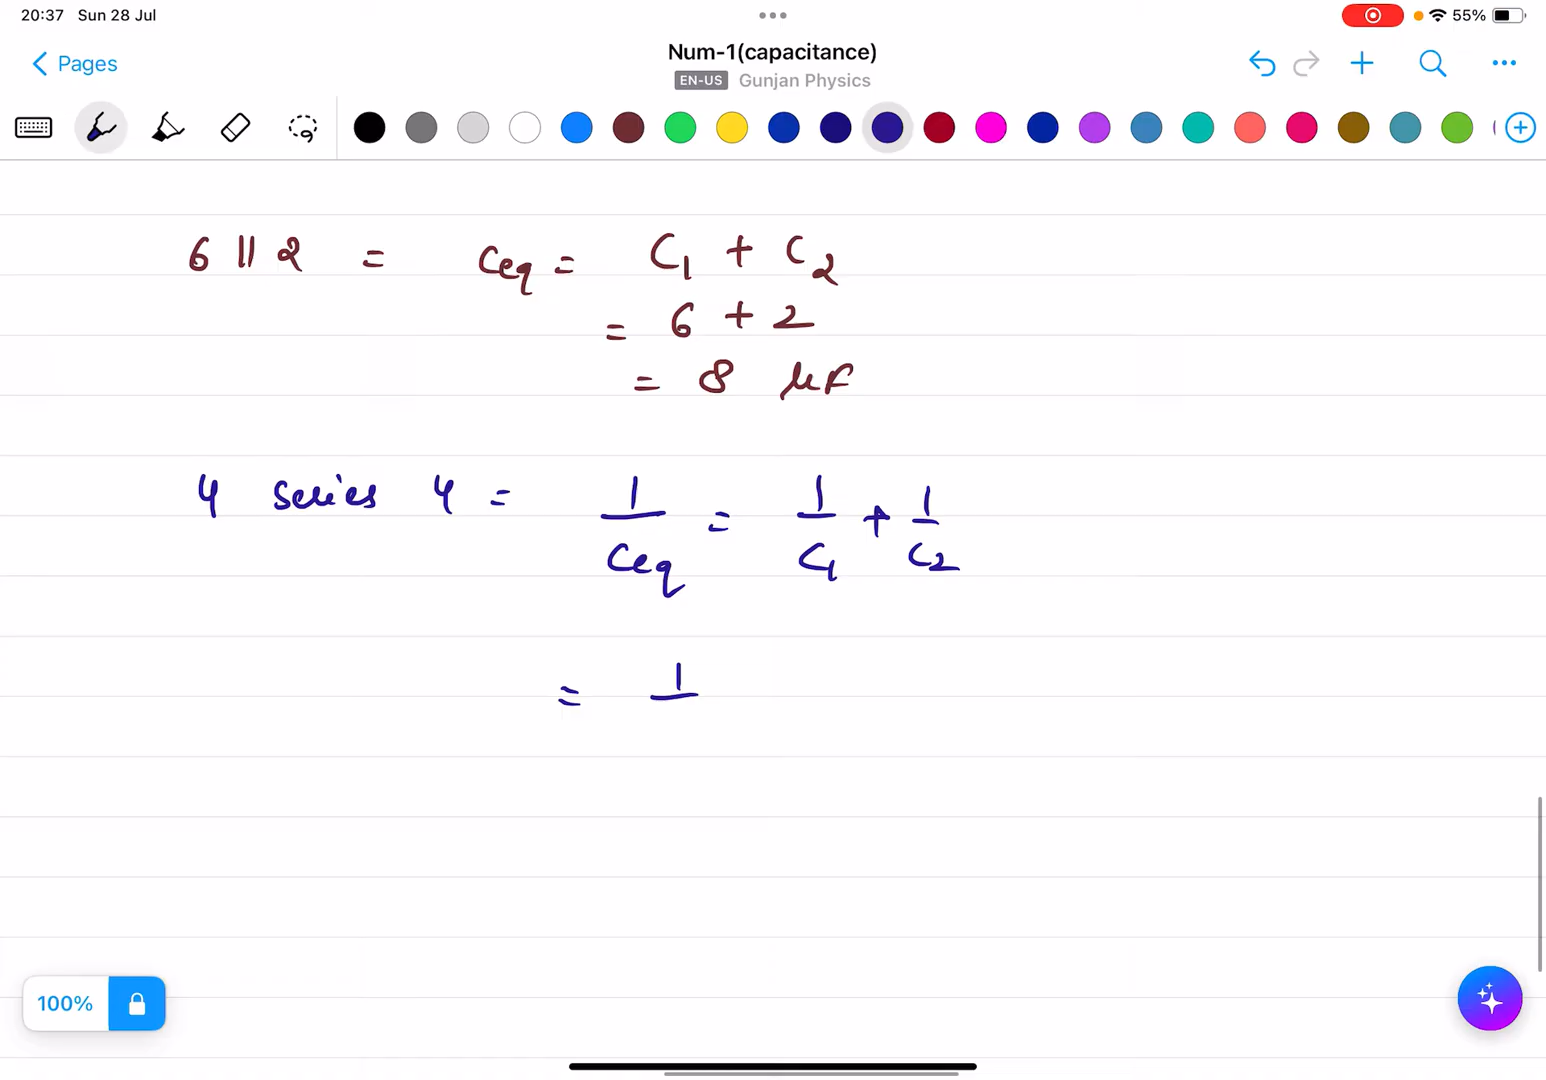 20:37 Sun 28 Jul
55%
Pages
Num-1(capacitance)
EN-US Gunjan Physics
6 || 2 = Ceq = C₁ + C₂
= 6 + 2
= 8 μF
4 series 4 = 1/Ceq = 1/C₁ + 1/C₂
= 1/
100%